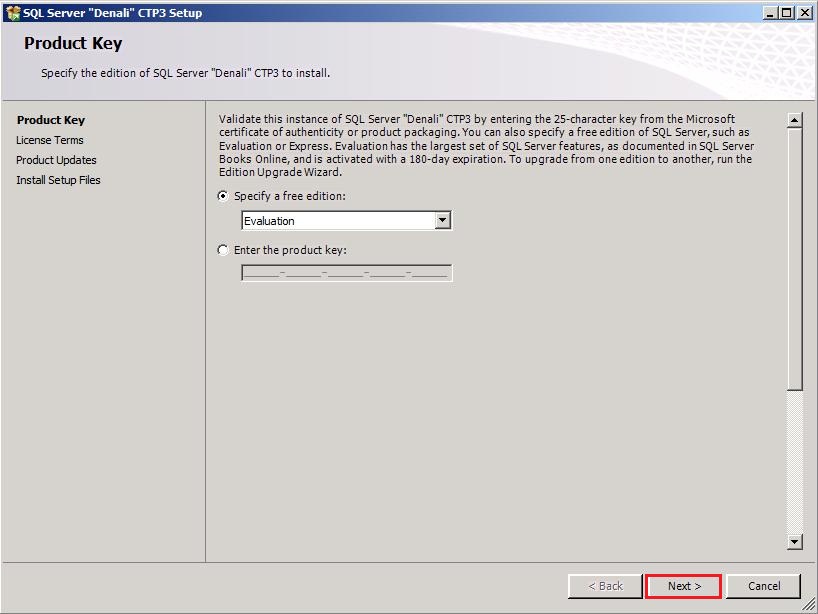 SQL Server "Denali" CTP3 Setup
Product Key
Specify the edition of SQL Server "Denali" CTP3 to install.
Product Key
License Terms
Product Updates
Install Setup Files
Validate this instance of SQL Server "Denali" CTP3 by entering the 25-character key from the Microsoft
certificate of authenticity or product packaging. You can also specify a free edition of SQL Server, such as
Evaluation or Express. Evaluation has the largest set of SQL Server features, as documented in SQL Server
Books Online, and is activated with a 180-day expiration. To upgrade from one edition to another, run the
Edition Upgrade Wizard.
Specify a free edition:
Evaluation
Enter the product key:
_____-_____-_____-_____-_____
< Back
Next >
Cancel